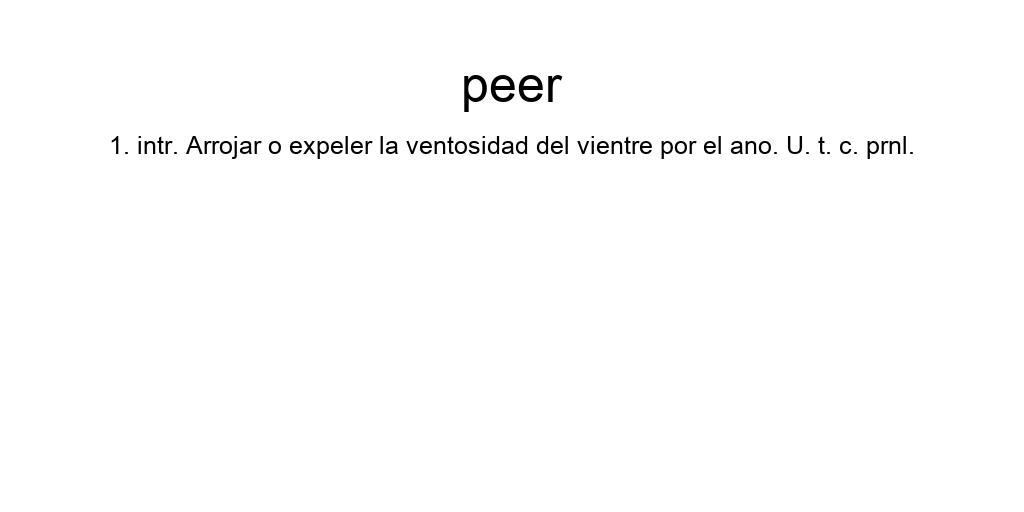 peer
1. intr. Arrojar o expeler la ventosidad del vientre por el ano. U. t. c. prnl.